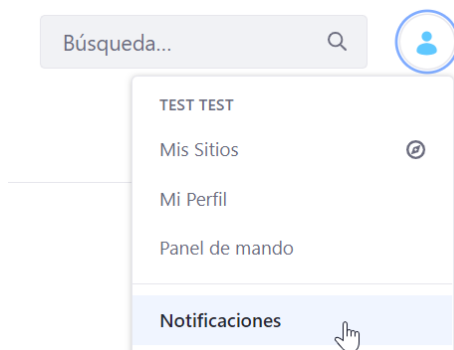 Búsqueda...
TEST TEST
Mis Sitios
Mi Perfil
Panel de mando
Notificaciones